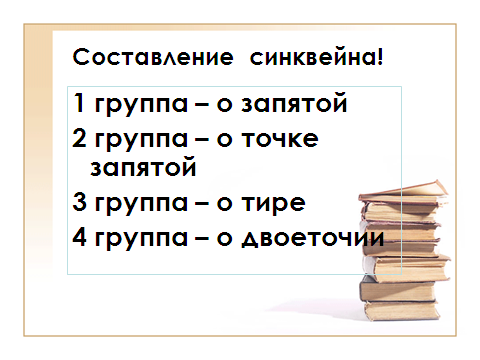 Составление синквейна!
1 группа – о запятой
2 группа – о точке
запятой
3 группа – о тире
4 группа – о двоеточии